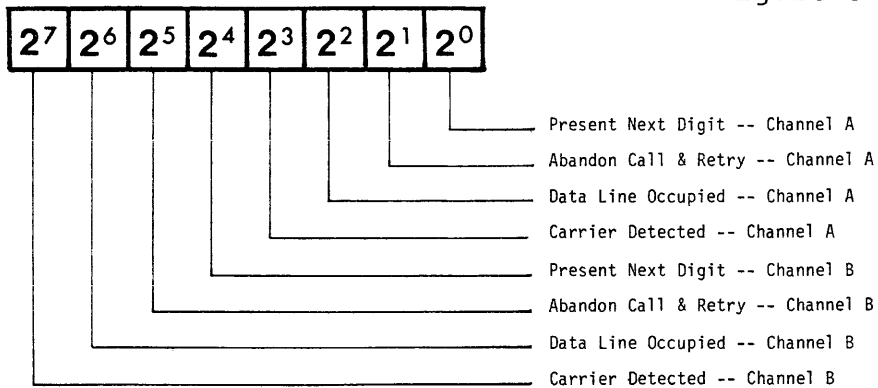 2⁷ 2⁶ 2⁵ 2⁴ 2³ 2² 2¹ 2⁰
Present Next Digit -- Channel A
Abandon Call & Retry -- Channel A
Data Line Occupied -- Channel A
Carrier Detected -- Channel A
Present Next Digit -- Channel B
Abandon Call & Retry -- Channel B
Data Line Occupied -- Channel B
Carrier Detected -- Channel B